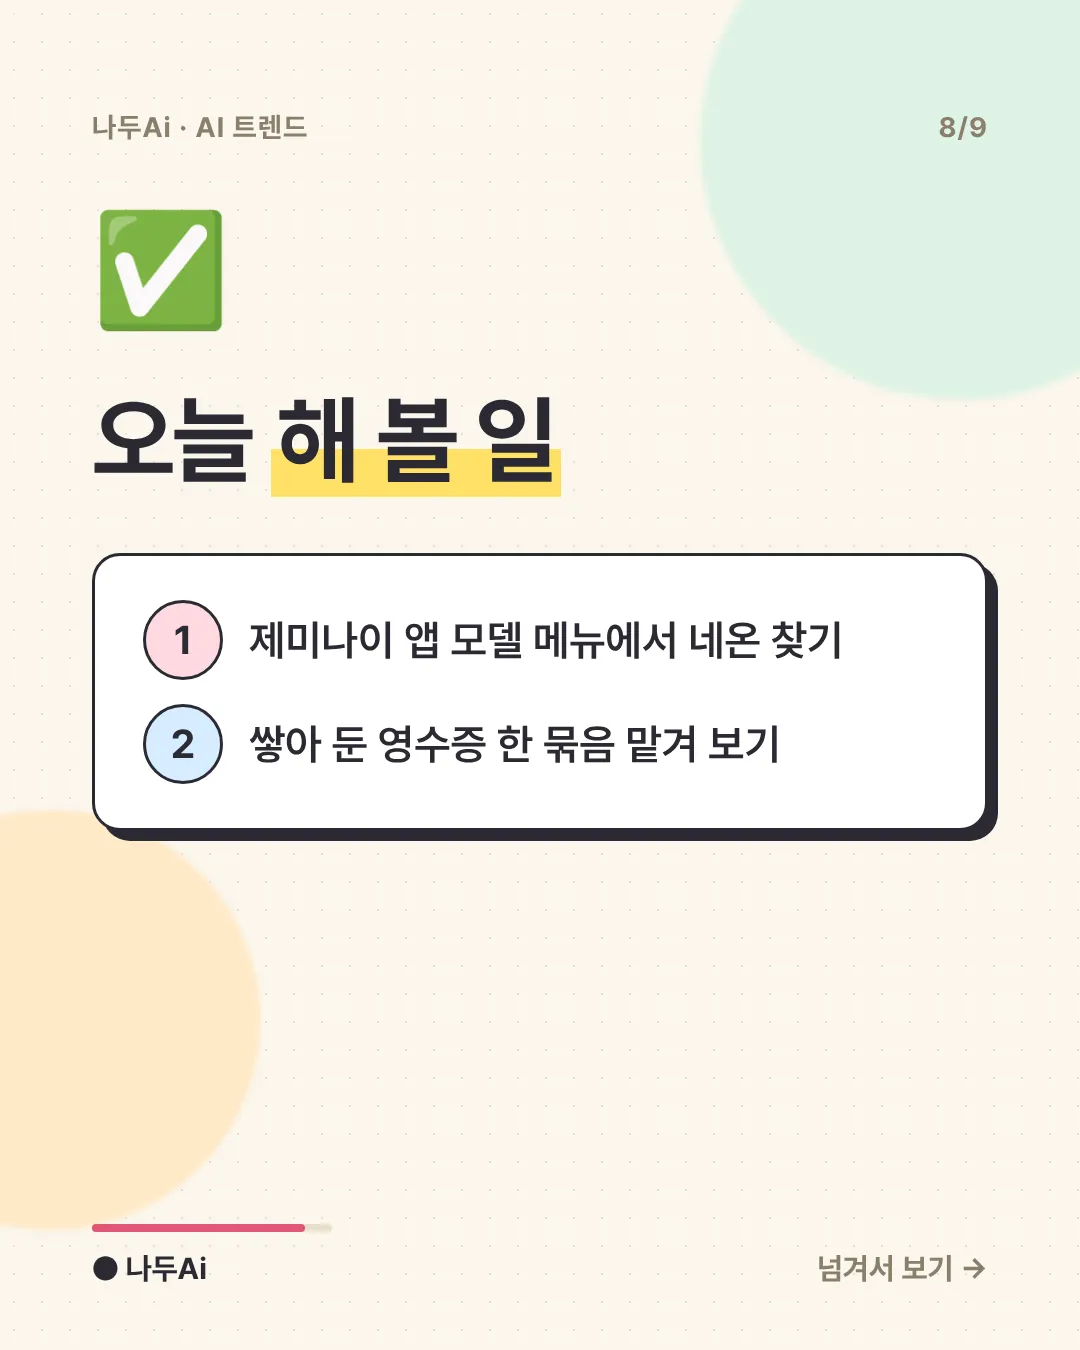 나두Ai · AI 트렌드
8/9
오늘 해 볼 일
1 제미나이 앱 모델 메뉴에서 네온 찾기
2 쌓아 둔 영수증 한 묶음 맡겨 보기
나두Ai
넘겨서 보기 →